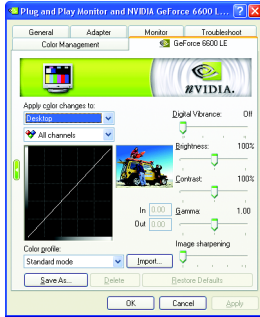 Plug and Play Monitor and NVIDIA GeForce 6600 L...
General Adapter Monitor Troubleshoot
Color Management GeForce 6600 LE
NVIDIA.
Apply color changes to:
Desktop
All channels
Digital Vibrance: Off
Brightness: 100%
Contrast: 100%
In 0.00
Out 0.00
Gamma: 1.00
Image sharpening
Color profile:
Standard mode
Import...
Save As... Delete Restore Defaults
OK Cancel Apply